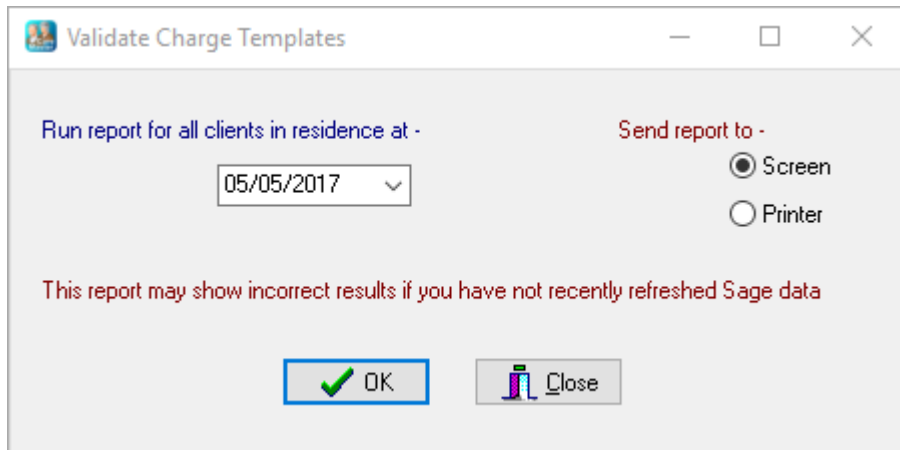 Validate Charge Templates
Run report for all clients in residence at -
05/05/2017
Send report to -
Screen
Printer
This report may show incorrect results if you have not recently refreshed Sage data
OK
Close